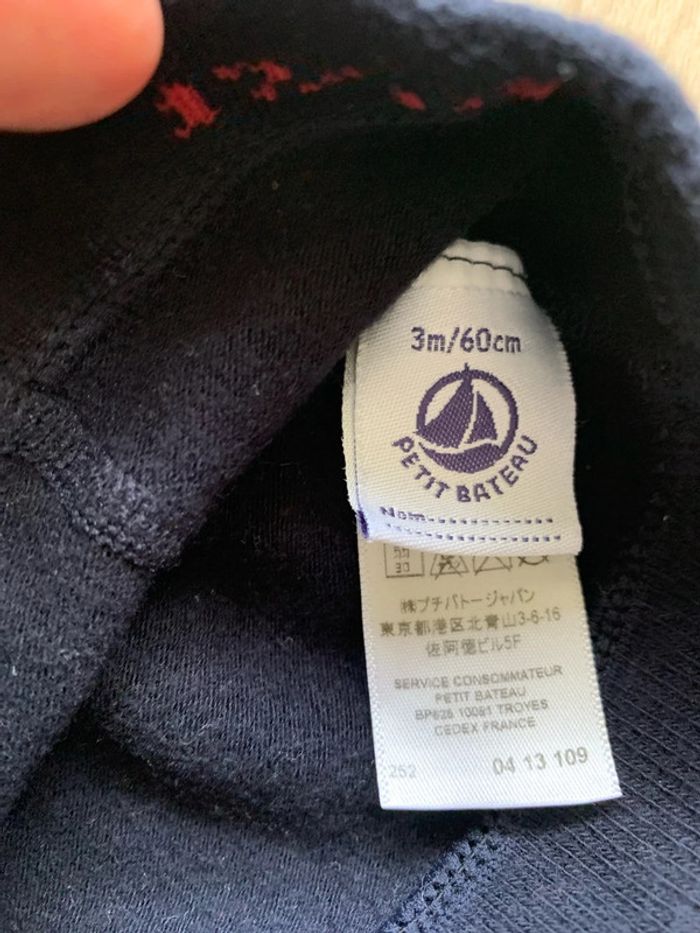 3m/60cm
PETIT BATEAU
Nom
(株)プチバトージャパン
東京都港区北青山3-6-16
佐阿徳ビル5F
SERVICE CONSOMMATEUR
PETIT BATEAU
BP525 10081 TROYES
CEDEX FRANCE
252 04 13 109